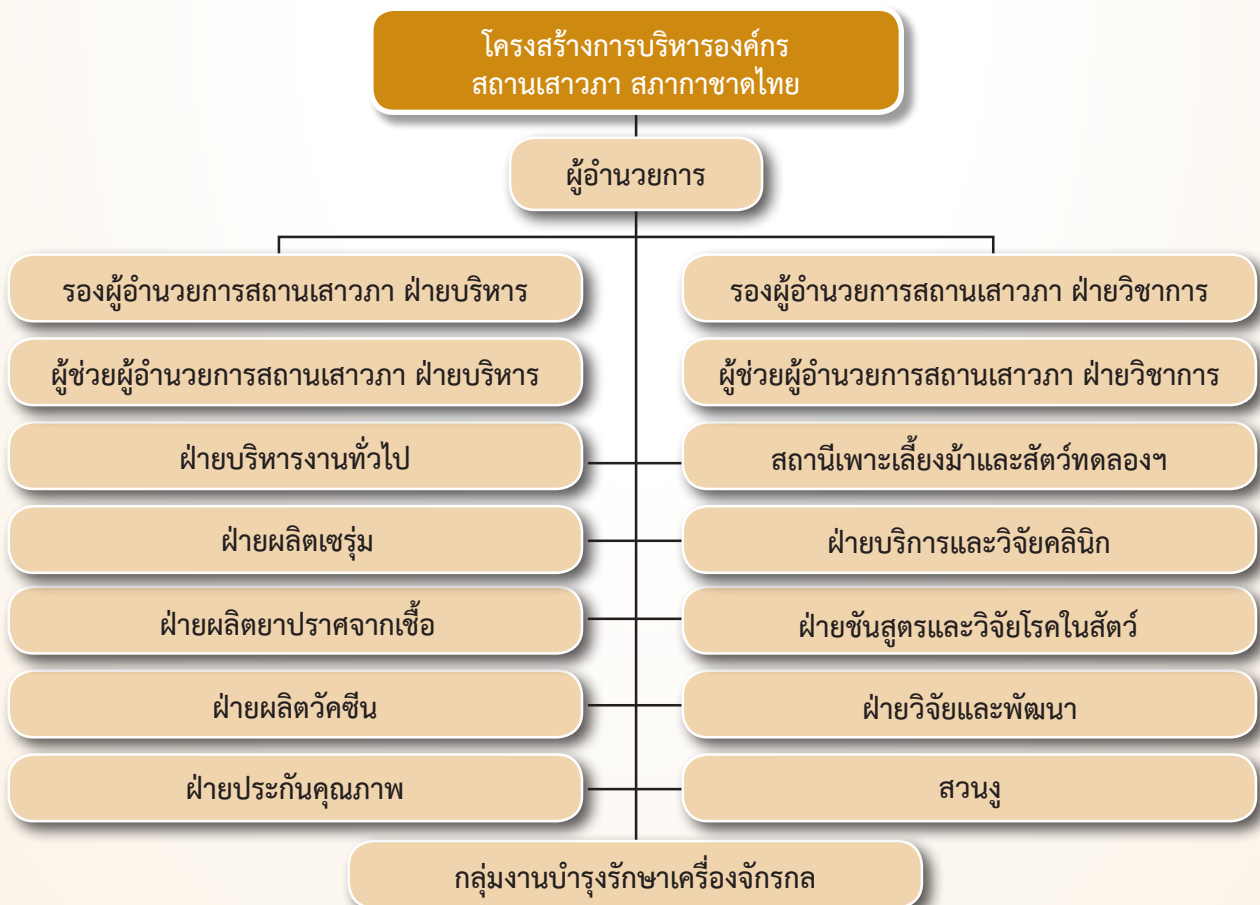 โครงสร้างการบริหารองค์กร
สถานเสาวภา สภากาชาดไทย
ผู้อำนวยการ
รองผู้อำนวยการสถานเสาวภา ฝ่ายบริหาร
รองผู้อำนวยการสถานเสาวภา ฝ่ายวิชาการ
ผู้ช่วยผู้อำนวยการสถานเสาวภา ฝ่ายบริหาร
ผู้ช่วยผู้อำนวยการสถานเสาวภา ฝ่ายวิชาการ
ฝ่ายบริหารงานทั่วไป
สถานีเพาะเลี้ยงม้าและสัตว์ทดลองฯ
ฝ่ายผลิตเซรุ่ม
ฝ่ายบริการและวิจัยคลินิก
ฝ่ายผลิตยาปราศจากเชื้อ
ฝ่ายชันสูตรและวิจัยโรคในสัตว์
ฝ่ายผลิตวัคซีน
ฝ่ายวิจัยและพัฒนา
ฝ่ายประกันคุณภาพ
สวนงู
กลุ่มงานบำรุงรักษาเครื่องจักรกล